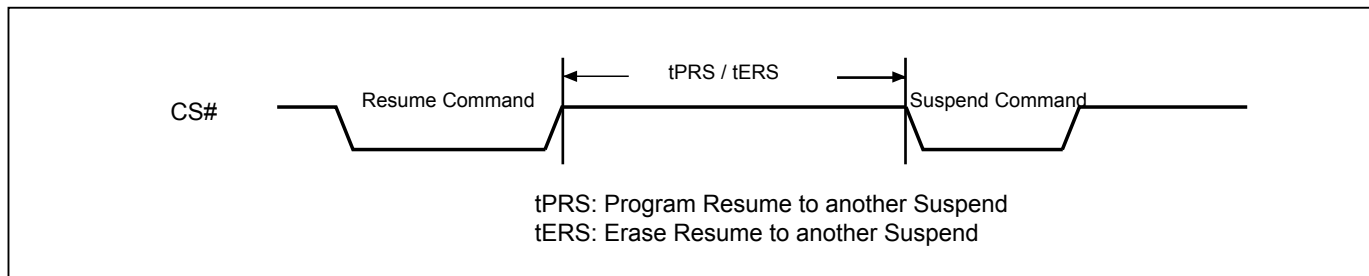 tPRS / tERS
CS# Resume Command Suspend Command
tPRS: Program Resume to another Suspend
tERS: Erase Resume to another Suspend